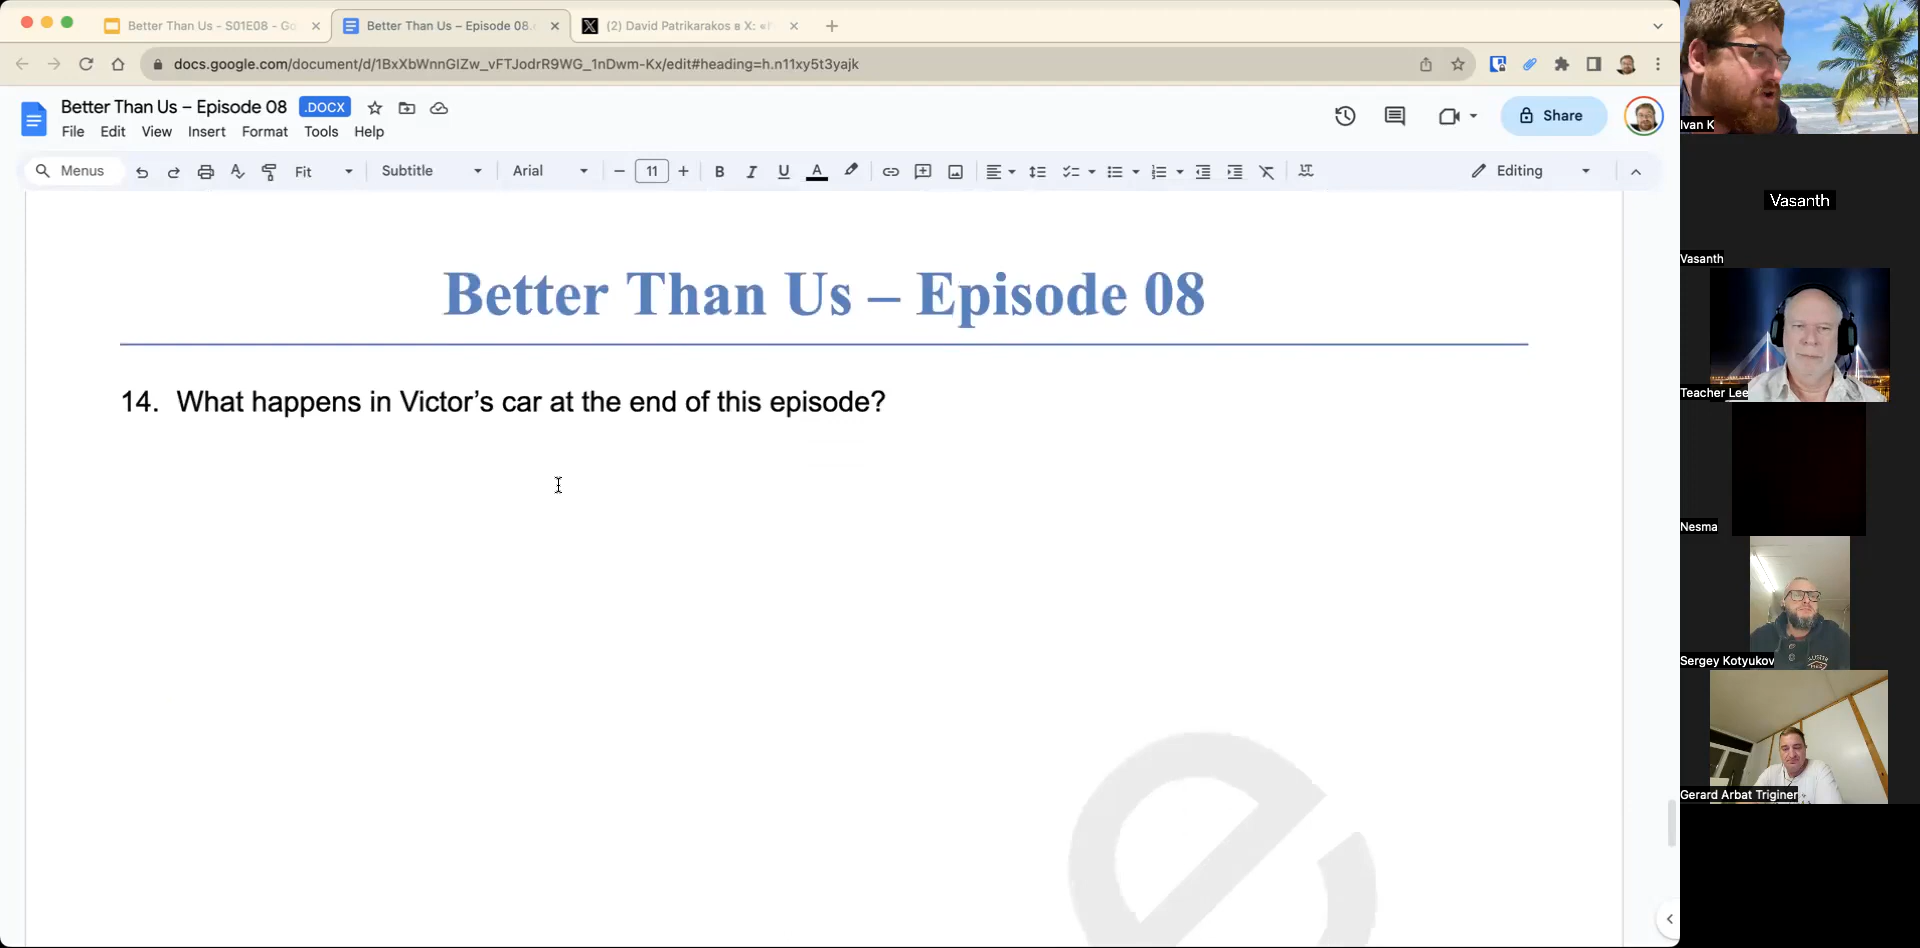 Better Than Us - S01E08 - Go
Better Than Us – Episode 08.
(2) David Patrikarakos в X: «
docs.google.com/document/d/1BxXbWnnGIZw_vFTJodrR9WG_1nDwm-Kx/edit#heading=h.n11xy5t3yajk
Better Than Us – Episode 08 .DOCX
File Edit View Insert Format Tools Help
Share
Menus Fit Subtitle Arial 11 Editing
Better Than Us – Episode 08
14. What happens in Victor’s car at the end of this episode?
Ivan K
Vasanth
Vasanth
Teacher Lee
Nesma
Sergey Kotyukov
Gerard Arbat Triginer